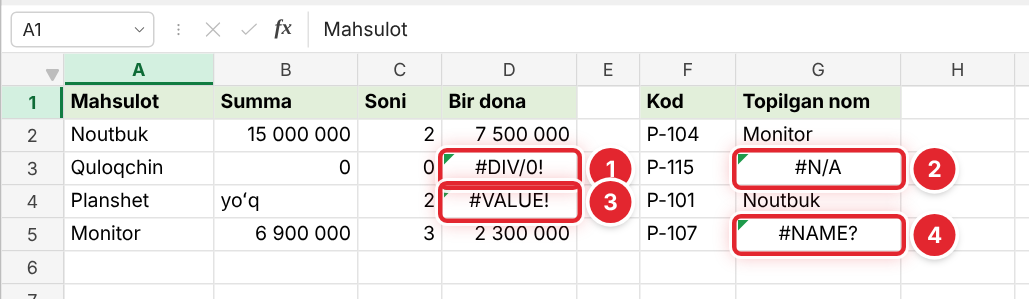 A1 fx Mahsulot
A B C D E F G H
1 Mahsulot Summa Soni Bir dona Kod Topilgan nom
2 Noutbuk 15 000 000 2 7 500 000 P-104 Monitor
3 Quloqchin 0 0 #DIV/0! 1 P-115 #N/A 2
4 Planshet yoʻq 2 #VALUE! 3 P-101 Noutbuk
5 Monitor 6 900 000 3 2 300 000 P-107 #NAME? 4
6
7